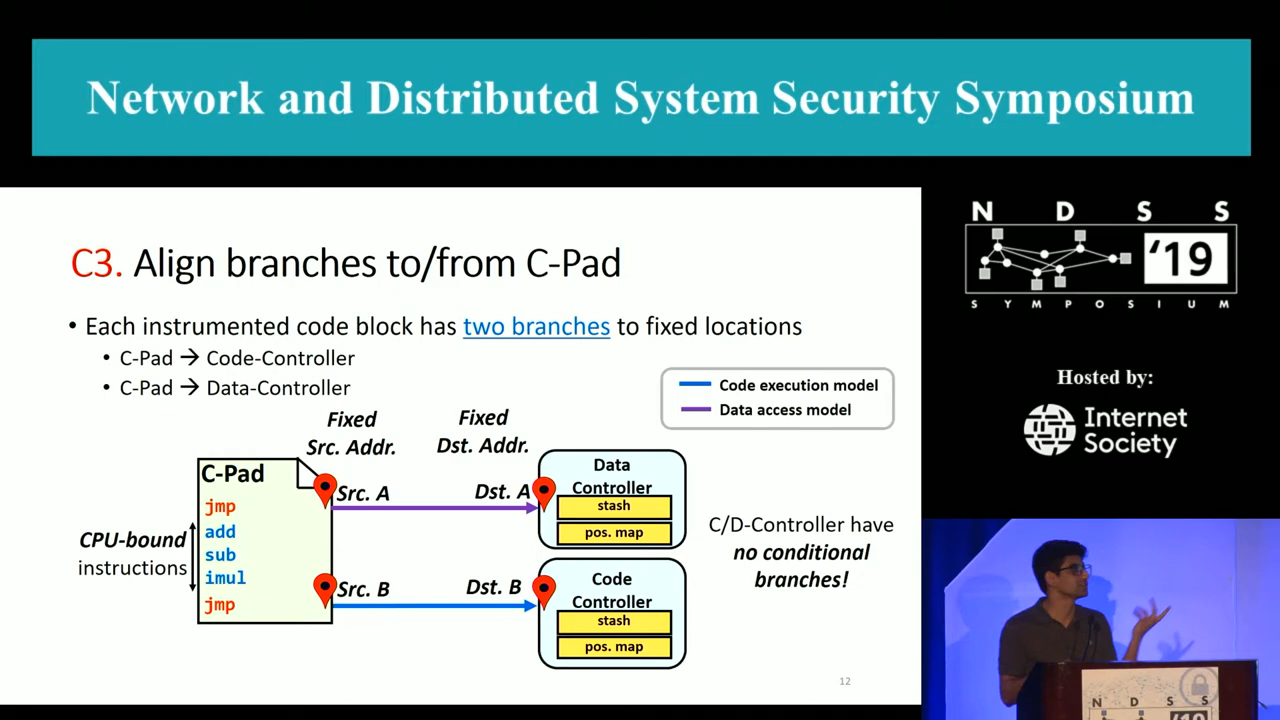 Network and Distributed System Security Symposium
N D S S
'19
SYMPOSIUM
Hosted by:
Internet
Society
C3. Align branches to/from C-Pad
• Each instrumented code block has two branches to fixed locations
• C-Pad → Code-Controller
• C-Pad → Data-Controller
Code execution model
Data access model
Fixed
Src. Addr.
Fixed
Dst. Addr.
C-Pad
jmp
add
sub
imul
jmp
CPU-bound
instructions
Src. A
Dst. A
Src. B
Dst. B
Data
Controller
stash
pos. map
Code
Controller
stash
pos. map
C/D-Controller have
no conditional
branches!
12
N D S S
'19